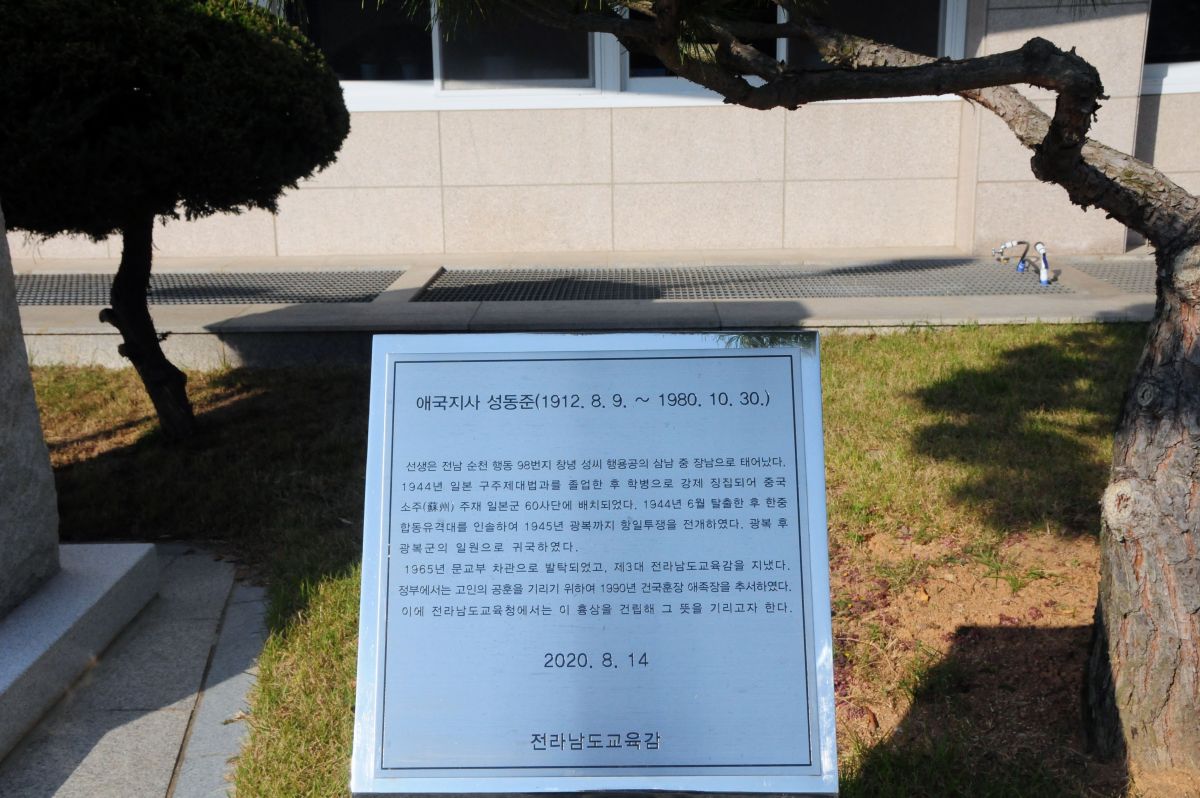 애국지사 성동준(1912. 8. 9. ～ 1980. 10. 30.)
선생은 전남 순천 행동 98번지 창녕 성씨 행용공의 삼남 중 장남으로 태어났다.
1944년 일본 구주제대법과를 졸업한 후 학병으로 강제 징집되어 중국
소주(蘇州) 주재 일본군 60사단에 배치되었다. 1944년 6월 탈출한 후 한중
합동유격대를 인솔하여 1945년 광복까지 항일투쟁을 전개하였다. 광복 후
광복군의 일원으로 귀국하였다.
1965년 문교부 차관으로 발탁되었고, 제3대 전라남도교육감을 지냈다.
정부에서는 고인의 공훈을 기리기 위하여 1990년 건국훈장 애족장을 추서하였다.
이에 전라남도교육청에서는 이 흉상을 건립해 그 뜻을 기리고자 한다.
2020. 8. 14
전라남도교육감